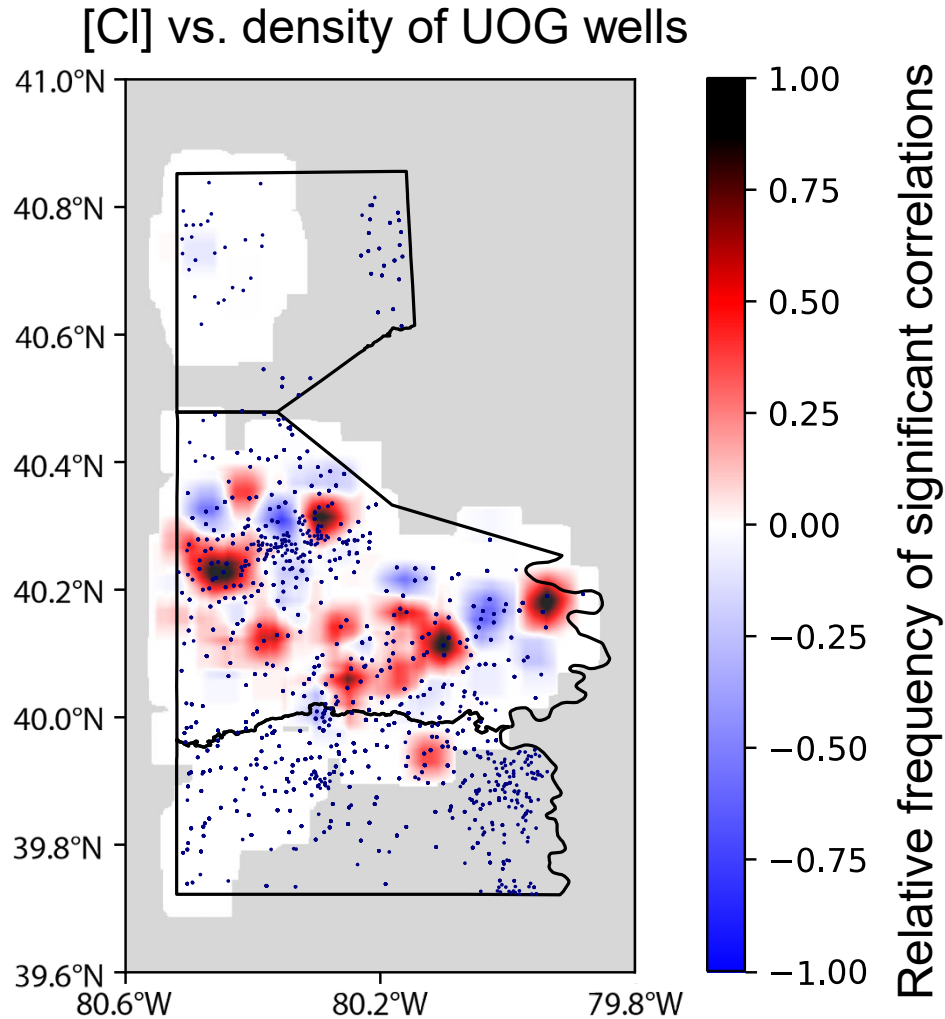 [Cl] vs. density of UOG wells
41.0°N
40.8°N
40.6°N
40.4°N
40.2°N
40.0°N
39.8°N
39.6°N
80.6°W
80.2°W
79.8°W
1.00
0.75
0.50
0.25
0.00
−0.25
−0.50
−0.75
−1.00
Relative frequency of significant correlations